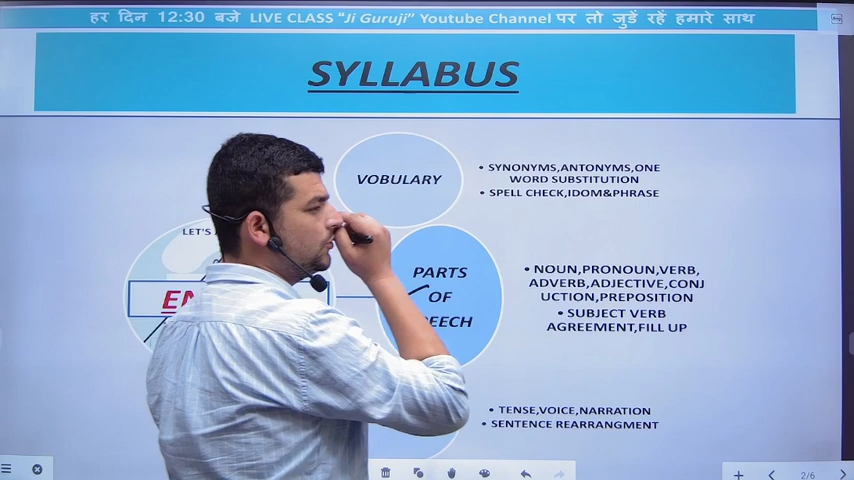 हर दिन 12:30 बजे LIVE CLASS "Ji Guruji" Youtube Channel पर तो जुडें रहें हमारे साथ
SYLLABUS
VOBULARY
• SYNONYMS,ANTONYMS,ONE
WORD SUBSTITUTION
• SPELL CHECK,IDOM&PHRASE
LET'S
EN
PARTS
OF
EECH
• NOUN,PRONOUN,VERB,
ADVERB,ADJECTIVE,CONJ
UCTION,PREPOSITION
• SUBJECT VERB
AGREEMENT,FILL UP
• TENSE,VOICE,NARRATION
• SENTENCE REARRANGMENT
2/6